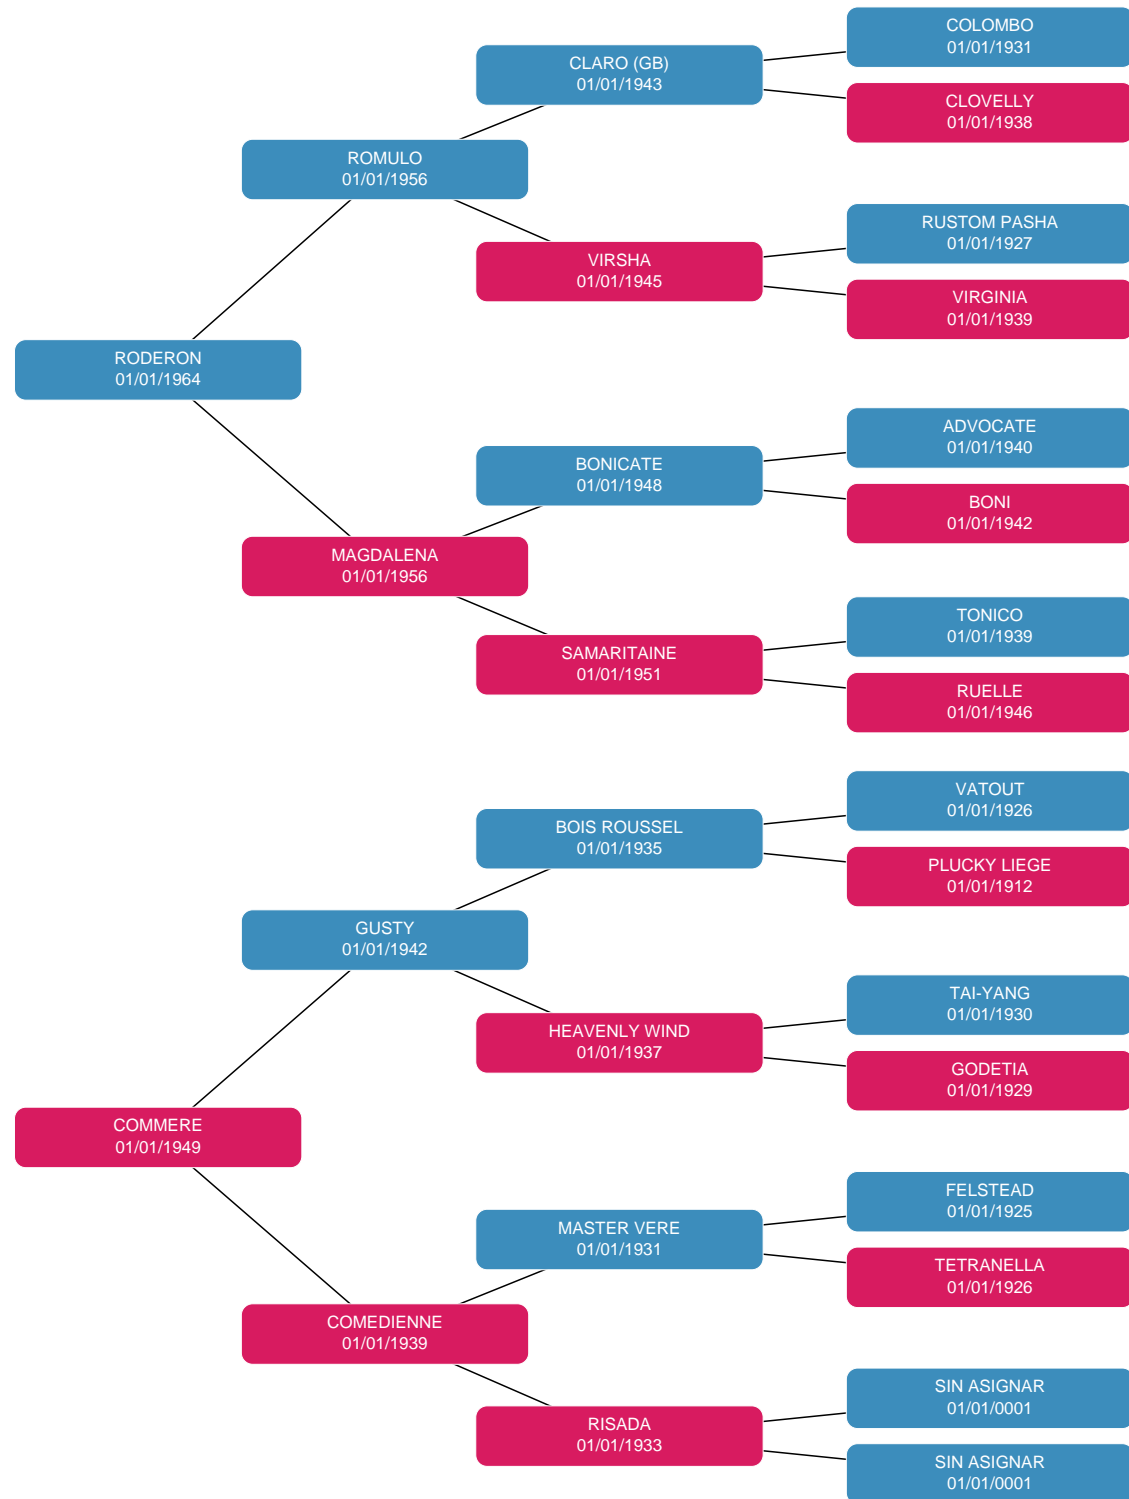 COLOMBO
01/01/1931
CLARO (GB)
01/01/1943
CLOVELLY
01/01/1938
ROMULO
01/01/1956
RUSTOM PASHA
01/01/1927
VIRSHA
01/01/1945
VIRGINIA
01/01/1939
RODERON
01/01/1964
ADVOCATE
01/01/1940
BONICATE
01/01/1948
BONI
01/01/1942
MAGDALENA
01/01/1956
TONICO
01/01/1939
SAMARITAINE
01/01/1951
RUELLE
01/01/1946
VATOUT
01/01/1926
BOIS ROUSSEL
01/01/1935
PLUCKY LIEGE
01/01/1912
GUSTY
01/01/1942
TAI-YANG
01/01/1930
HEAVENLY WIND
01/01/1937
GODETIA
01/01/1929
COMMERE
01/01/1949
FELSTEAD
01/01/1925
MASTER VERE
01/01/1931
TETRANELLA
01/01/1926
COMEDIENNE
01/01/1939
SIN ASIGNAR
01/01/0001
RISADA
01/01/1933
SIN ASIGNAR
01/01/0001